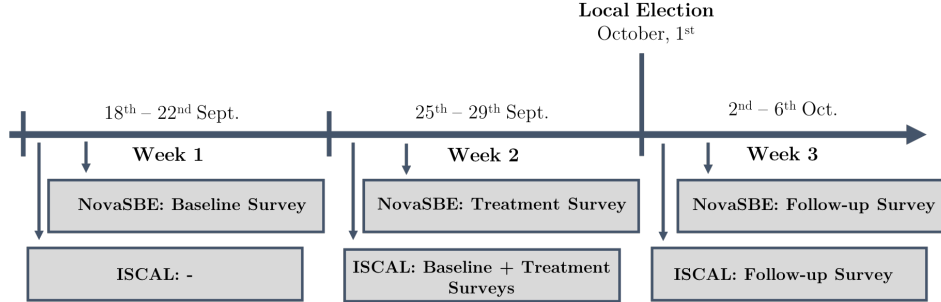 Local Election
October, 1st
18th – 22nd Sept.
25th – 29th Sept.
2nd – 6th Oct.
Week 1
Week 2
Week 3
NovaSBE: Baseline Survey
NovaSBE: Treatment Survey
NovaSBE: Follow-up Survey
ISCAL: -
ISCAL: Baseline + Treatment
Surveys
ISCAL: Follow-up Survey